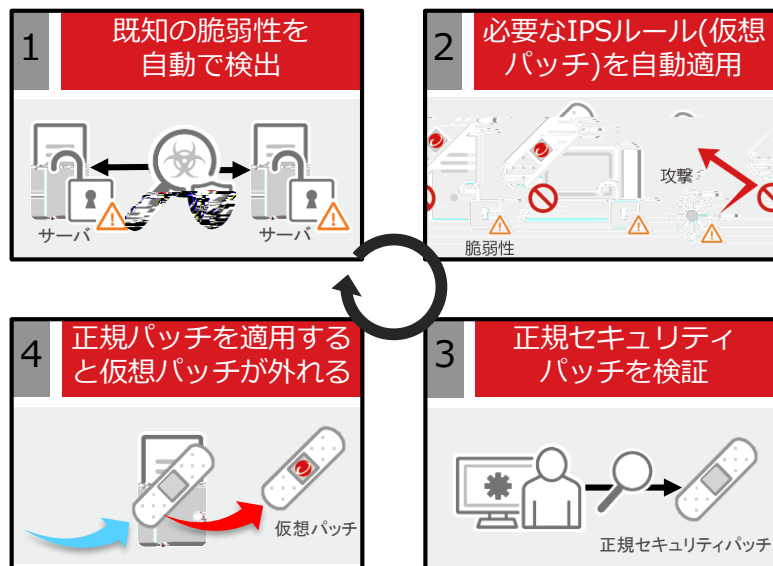 1
既知の脆弱性を
自動で検出
サーバ
サーバ
2
必要なIPSルール(仮想
パッチ)を自動適用
攻撃
脆弱性
3
正規セキュリティ
パッチを検証
正規セキュリティパッチ
4
正規パッチを適用する
と仮想パッチが外れる
仮想パッチ